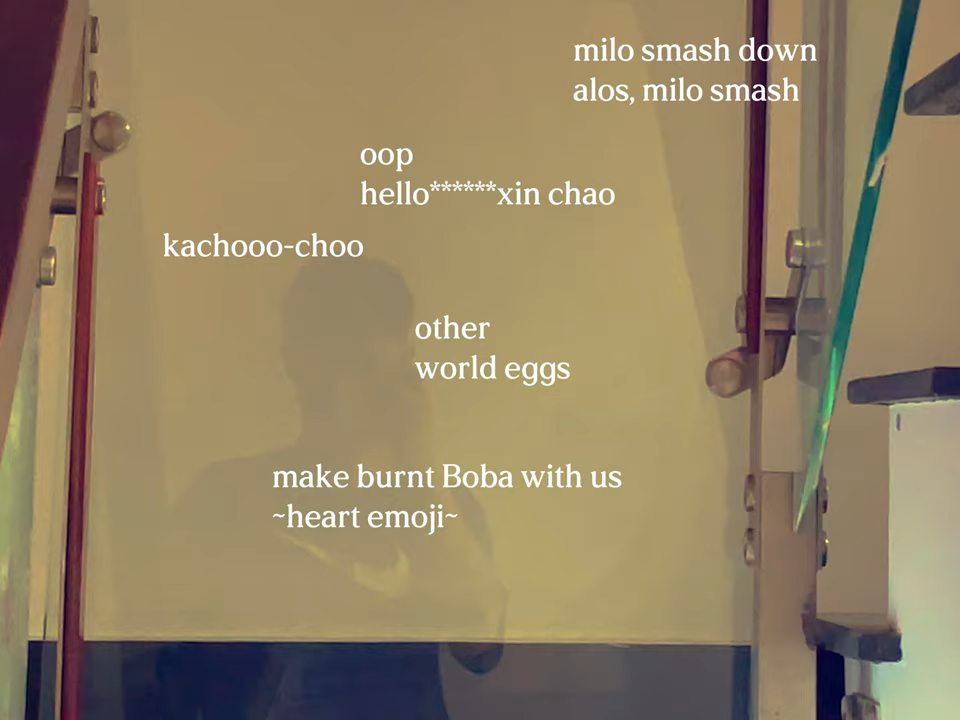 milo smash down
alos, milo smash
oop
hello******xin chao
kachooo-choo
other
world eggs
make burnt Boba with us
~heart emoji~